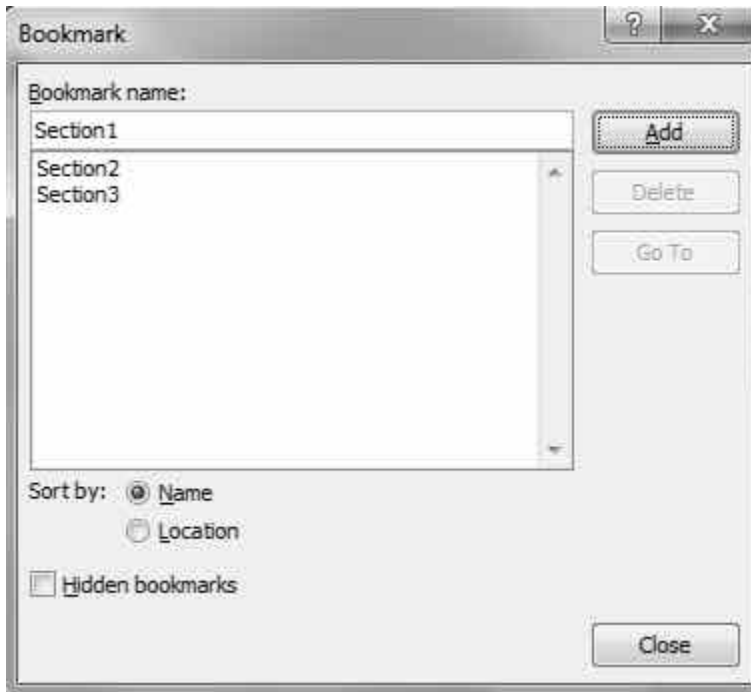 Bookmark
?
Bookmark name:
Section1
Add
Section2
Section3
Delete
Go To
Sort by: Name
Location
Hidden bookmarks
Close